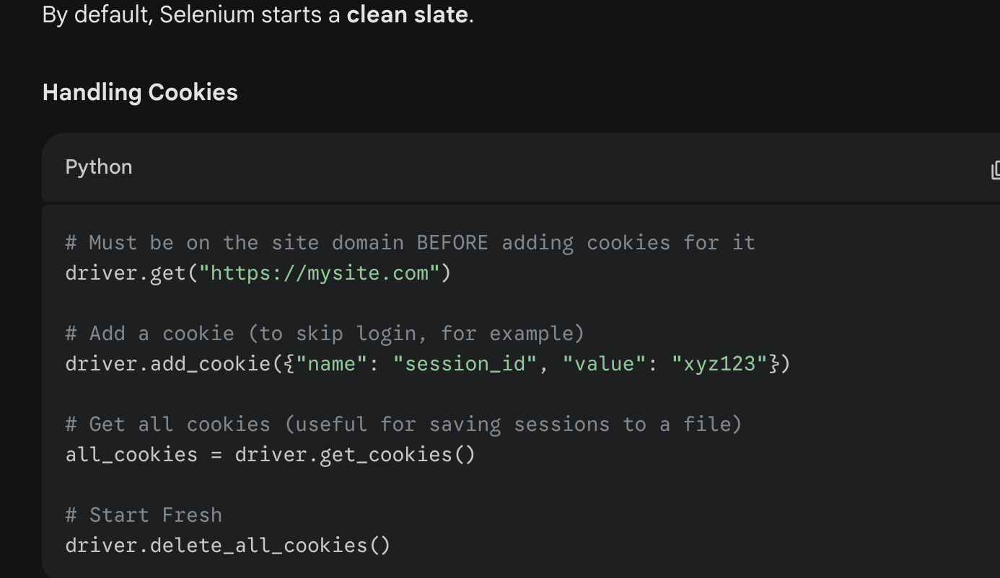 By default, Selenium starts a clean slate.
Handling Cookies
Python
# Must be on the site domain BEFORE adding cookies for it
driver.get("https://mysite.com")
# Add a cookie (to skip login, for example)
driver.add_cookie({"name": "session_id", "value": "xyz123"})
# Get all cookies (useful for saving sessions to a file)
all_cookies = driver.get_cookies()
# Start Fresh
driver.delete_all_cookies()